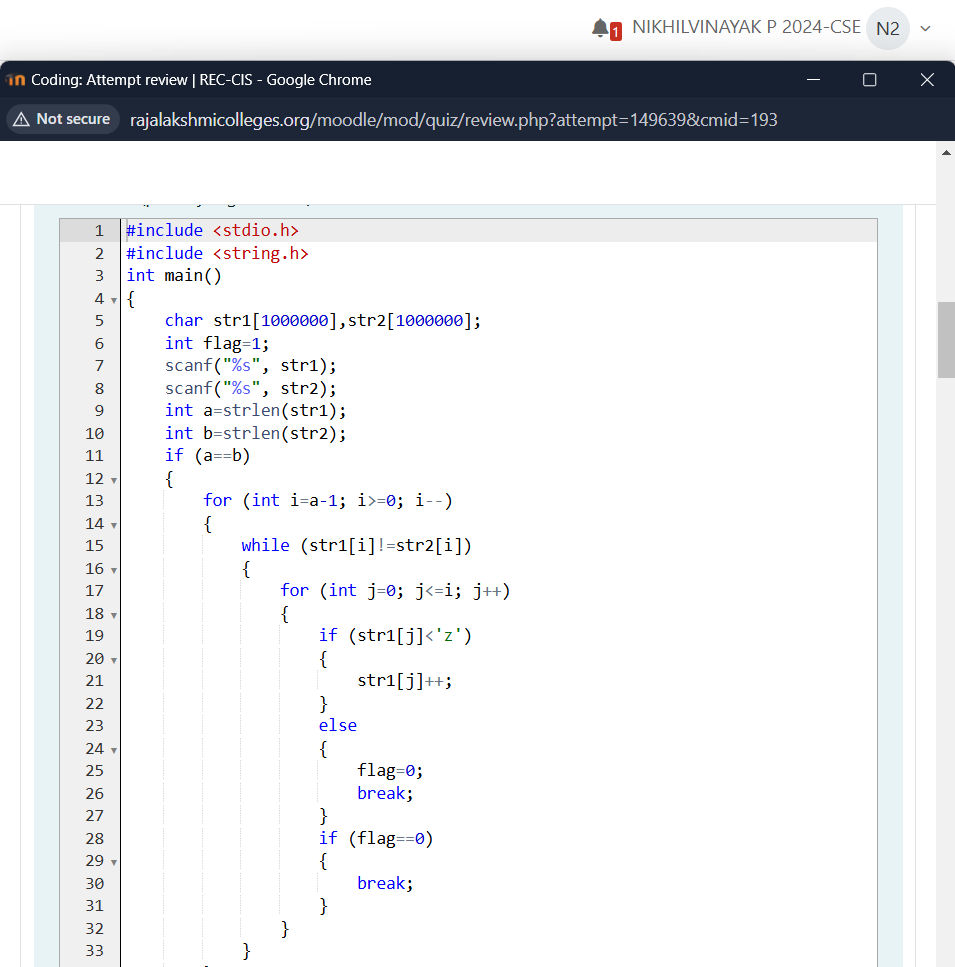 1
NIKHILVINAYAK P 2024-CSE
N2
Coding: Attempt review | REC-CIS - Google Chrome
Not secure
rajalakshmicolleges.org/moodle/mod/quiz/review.php?attempt=149639&cmid=193
1 #include <stdio.h>
2 #include <string.h>
3 int main()
4 {
5     char str1[1000000],str2[1000000];
6     int flag=1;
7     scanf("%s", str1);
8     scanf("%s", str2);
9     int a=strlen(str1);
10     int b=strlen(str2);
11     if (a==b)
12     {
13         for (int i=a-1; i>=0; i--)
14         {
15             while (str1[i]!=str2[i])
16             {
17                 for (int j=0; j<=i; j++)
18                 {
19                     if (str1[j]<'z')
20                     {
21                         str1[j]++;
22                     }
23                     else
24                     {
25                         flag=0;
26                         break;
27                     }
28                     if (flag==0)
29                     {
30                         break;
31                     }
32                 }
33             }